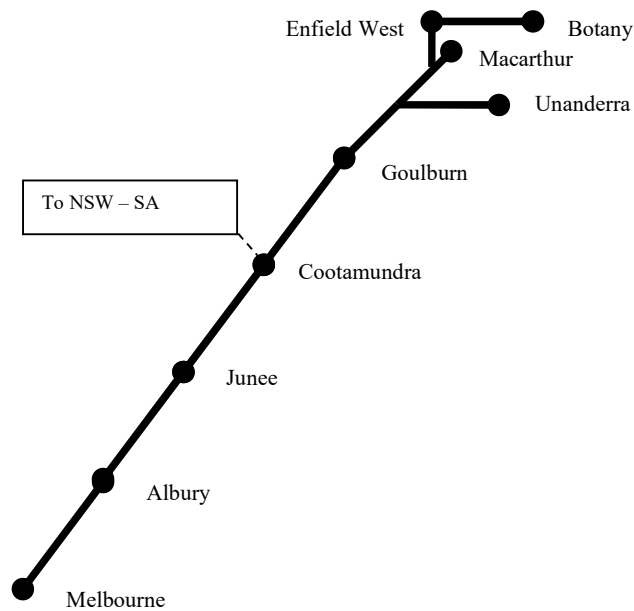 Enfield West
Botany
Macarthur
Unanderra
Goulburn
To NSW – SA
Cootamundra
Junee
Albury
Melbourne